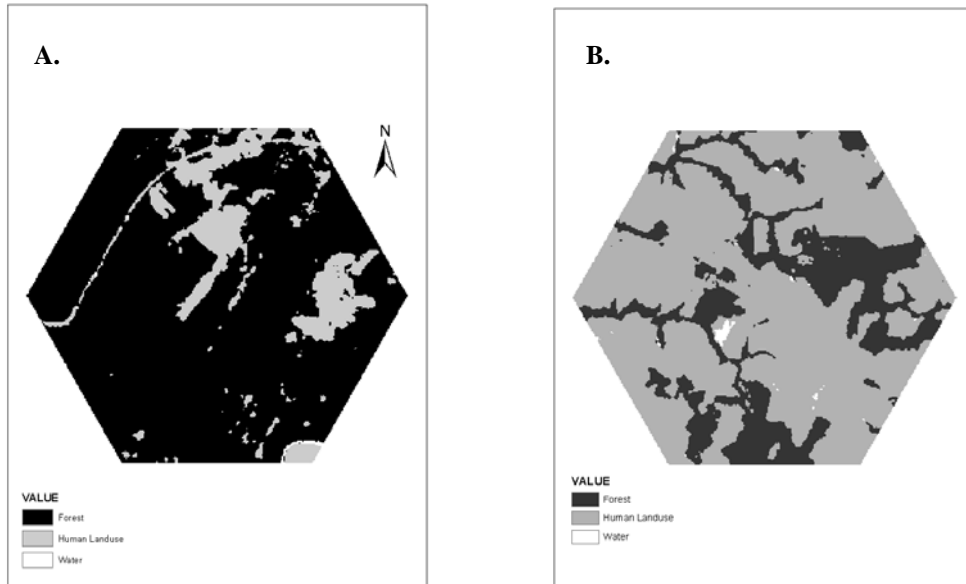 A.
N
VALUE
Forest
Human Landuse
Water
B.
VALUE
Forest
Human Landuse
Water